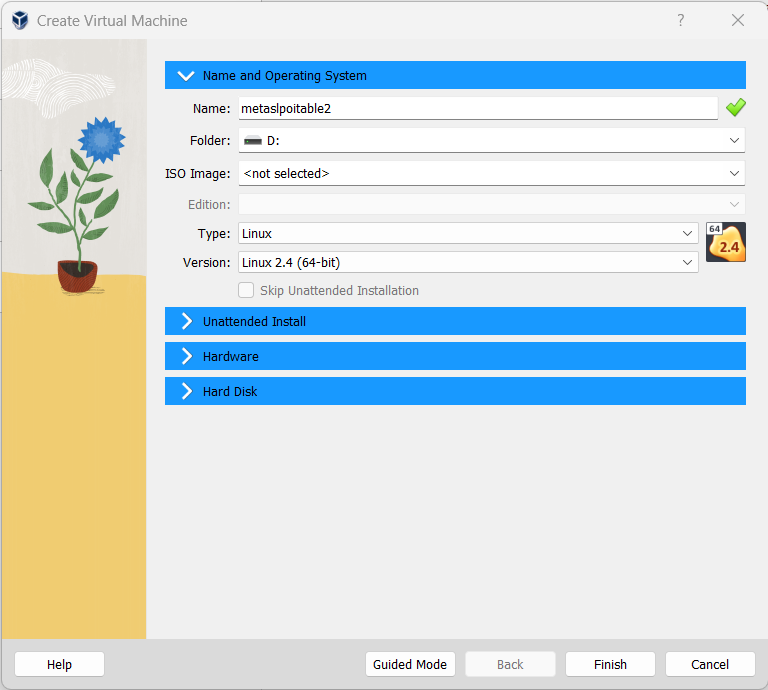 Create Virtual Machine
?
Name and Operating System
Name: metaslpoitable2
Folder: D:
ISO Image: <not selected>
Edition:
Type: Linux
64
2.4
Version: Linux 2.4 (64-bit)
Skip Unattended Installation
Unattended Install
Hardware
Hard Disk
Help Guided Mode Back Finish Cancel